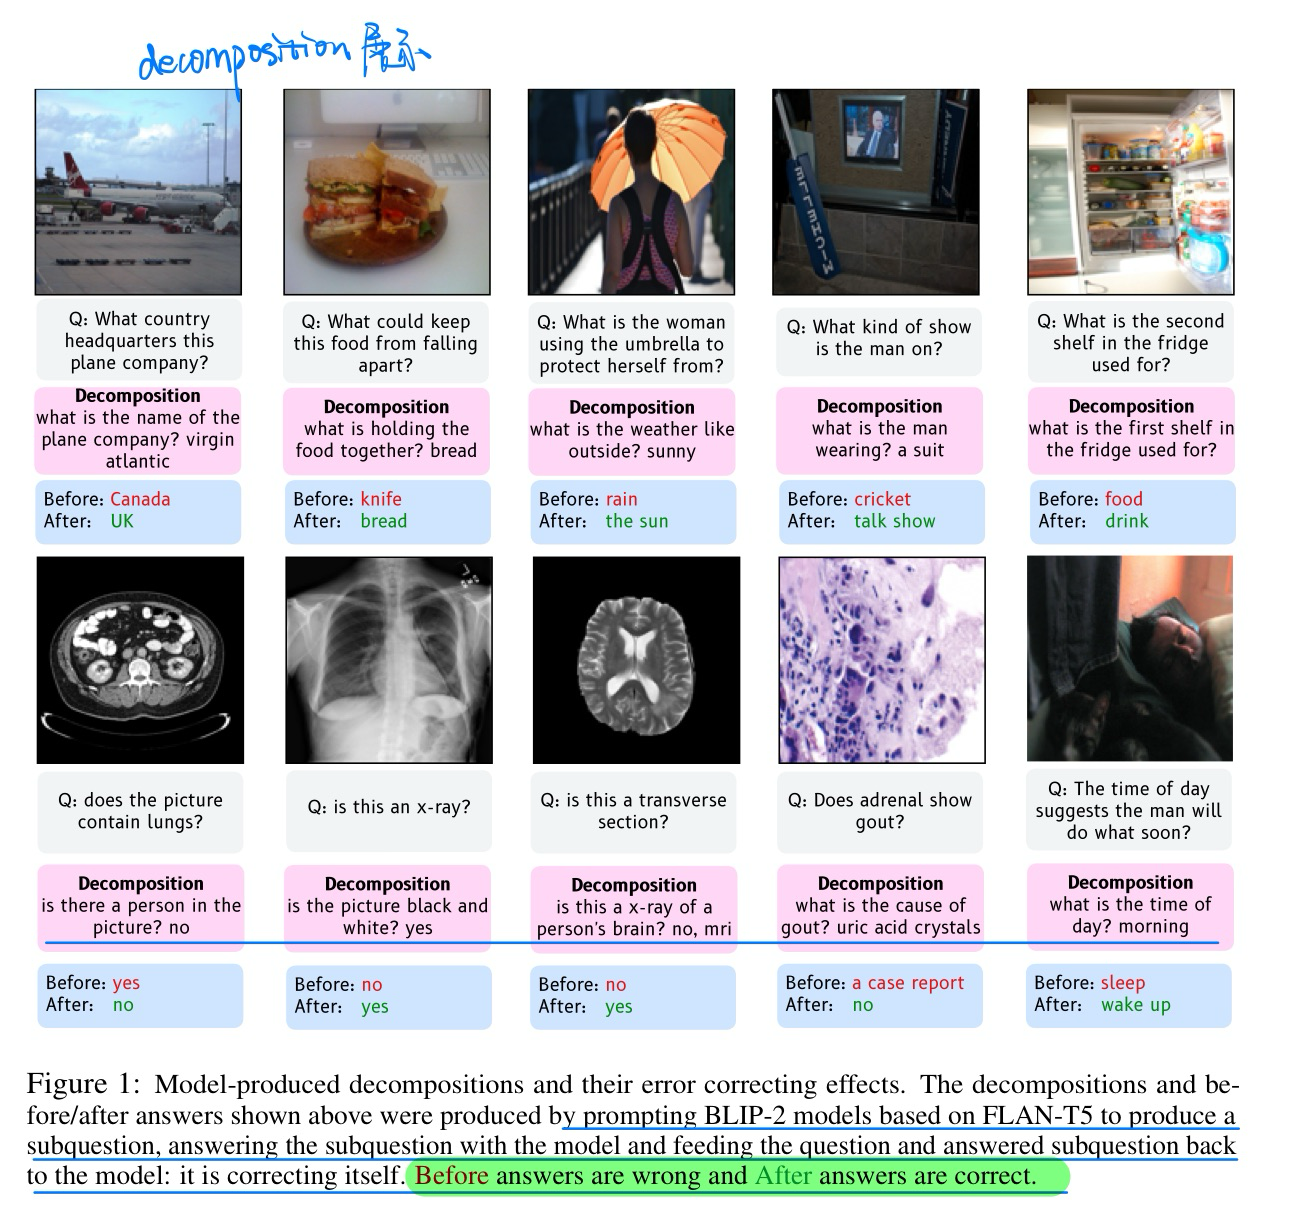 decomposition 展示
Q: What country
headquarters this
plane company?
Decomposition
what is the name of the
plane company? virgin
atlantic
Before: Canada
After: UK
Q: What could keep
this food from falling
apart?
Decomposition
what is holding the
food together? bread
Before: knife
After: bread
Q: What is the woman
using the umbrella to
protect herself from?
Decomposition
what is the weather like
outside? sunny
Before: rain
After: the sun
Q: What kind of show
is the man on?
Decomposition
what is the man
wearing? a suit
Before: cricket
After: talk show
Q: What is the second
shelf in the fridge
used for?
Decomposition
what is the first shelf in
the fridge used for?
Before: food
After: drink
Q: does the picture
contain lungs?
Decomposition
is there a person in the
picture? no
Before: yes
After: no
Q: is this an x-ray?
Decomposition
is the picture black and
white? yes
Before: no
After: yes
Q: is this a transverse
section?
Decomposition
is this a x-ray of a
person's brain? no, mri
Before: no
After: yes
Q: Does adrenal show
gout?
Decomposition
what is the cause of
gout? uric acid crystals
Before: a case report
After: no
Q: The time of day
suggests the man will
do what soon?
Decomposition
what is the time of
day? morning
Before: sleep
After: wake up
Figure 1: Model-produced decompositions and their error correcting effects. The decompositions and be-
fore/after answers shown above were produced by prompting BLIP-2 models based on FLAN-T5 to produce a
subquestion, answering the subquestion with the model and feeding the question and answered subquestion back
to the model: it is correcting itself. Before answers are wrong and After answers are correct.